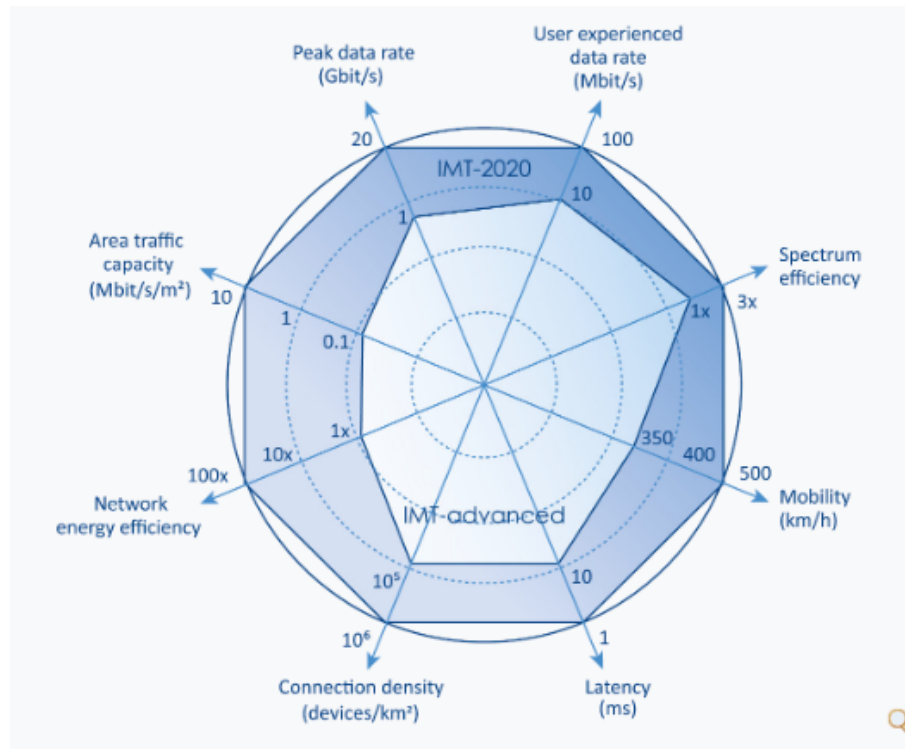 Peak data rate
(Gbit/s)
User experienced
data rate
(Mbit/s)
20
100
IMT-2020
1
10
Area traffic
capacity
(Mbit/s/m²)
Spectrum
efficiency
10
1
0.1
1x
3x
1x
10x
100x
350
400
500
Network
energy efficiency
Mobility
(km/h)
IMT-advanced
10⁵
10
10⁶
1
Connection density
(devices/km²)
Latency
(ms)